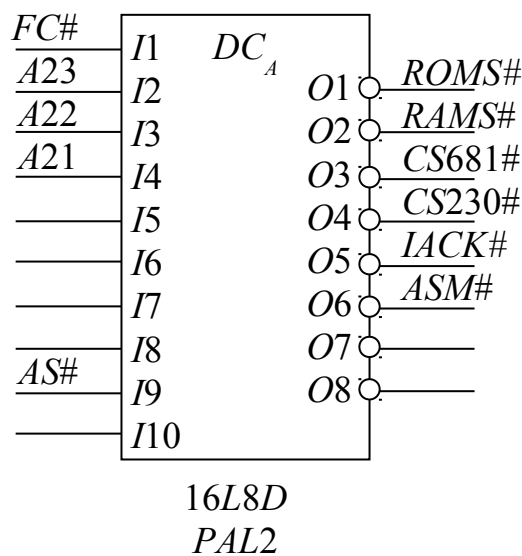 FC#
I1
DC_A
A23
I2
O1
ROMS#
A22
I3
O2
RAMS#
A21
I4
O3
CS681#
I5
O4
CS230#
I6
O5
IACK#
I7
O6
ASM#
I8
O7
AS#
I9
O8
I10
16L8D
PAL2